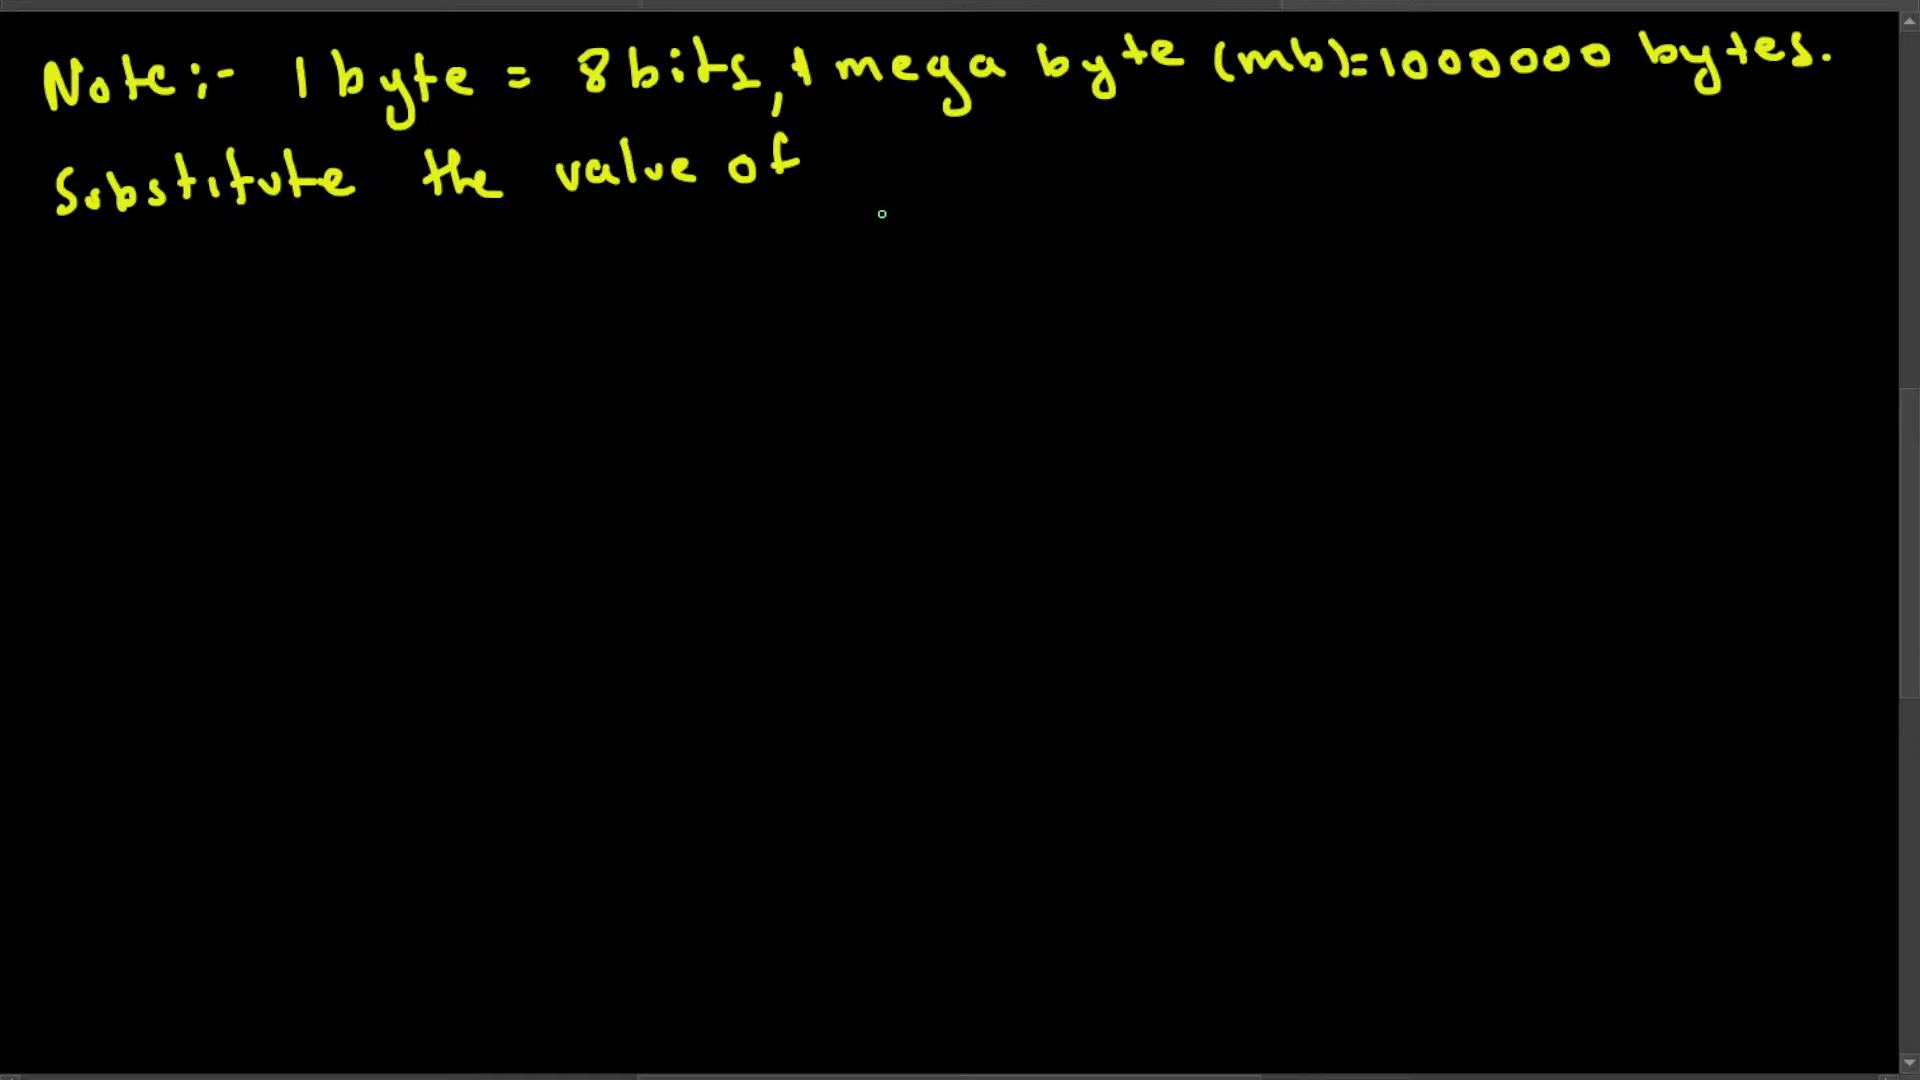 Note:- 1 byte = 8 bits, 1 mega byte (mb)=1000000 bytes.
Substitute the value of